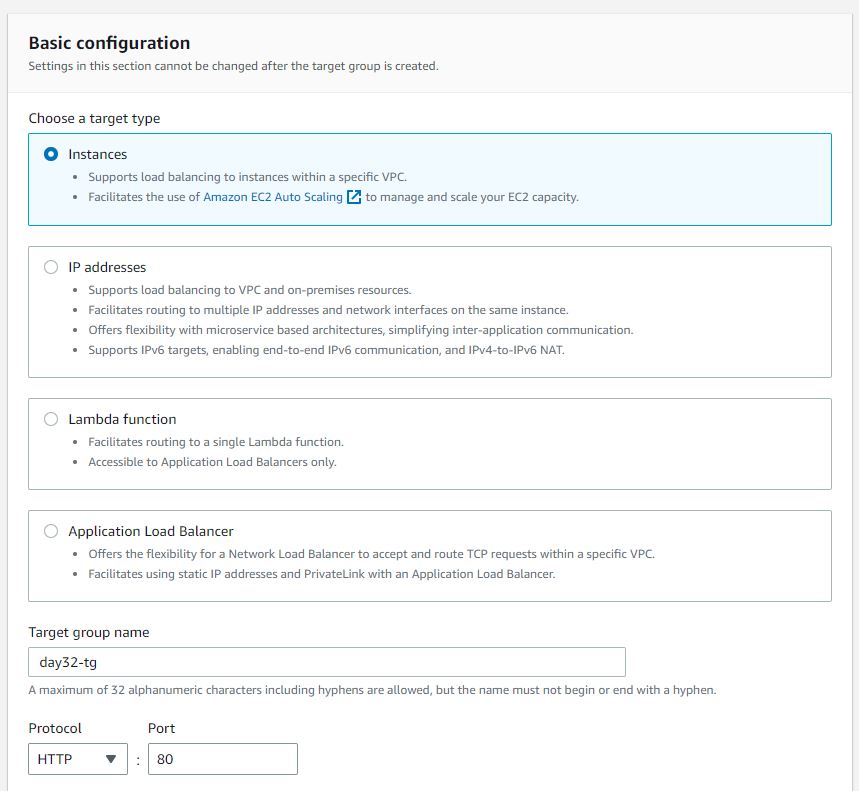 Basic configuration
Settings in this section cannot be changed after the target group is created.
Choose a target type
Instances
• Supports load balancing to instances within a specific VPC.
• Facilitates the use of Amazon EC2 Auto Scaling to manage and scale your EC2 capacity.
IP addresses
• Supports load balancing to VPC and on-premises resources.
• Facilitates routing to multiple IP addresses and network interfaces on the same instance.
• Offers flexibility with microservice based architectures, simplifying inter-application communication.
• Supports IPv6 targets, enabling end-to-end IPv6 communication, and IPv4-to-IPv6 NAT.
Lambda function
• Facilitates routing to a single Lambda function.
• Accessible to Application Load Balancers only.
Application Load Balancer
• Offers the flexibility for a Network Load Balancer to accept and route TCP requests within a specific VPC.
• Facilitates using static IP addresses and PrivateLink with an Application Load Balancer.
Target group name
day32-tg
A maximum of 32 alphanumeric characters including hyphens are allowed, but the name must not begin or end with a hyphen.
Protocol Port
HTTP : 80